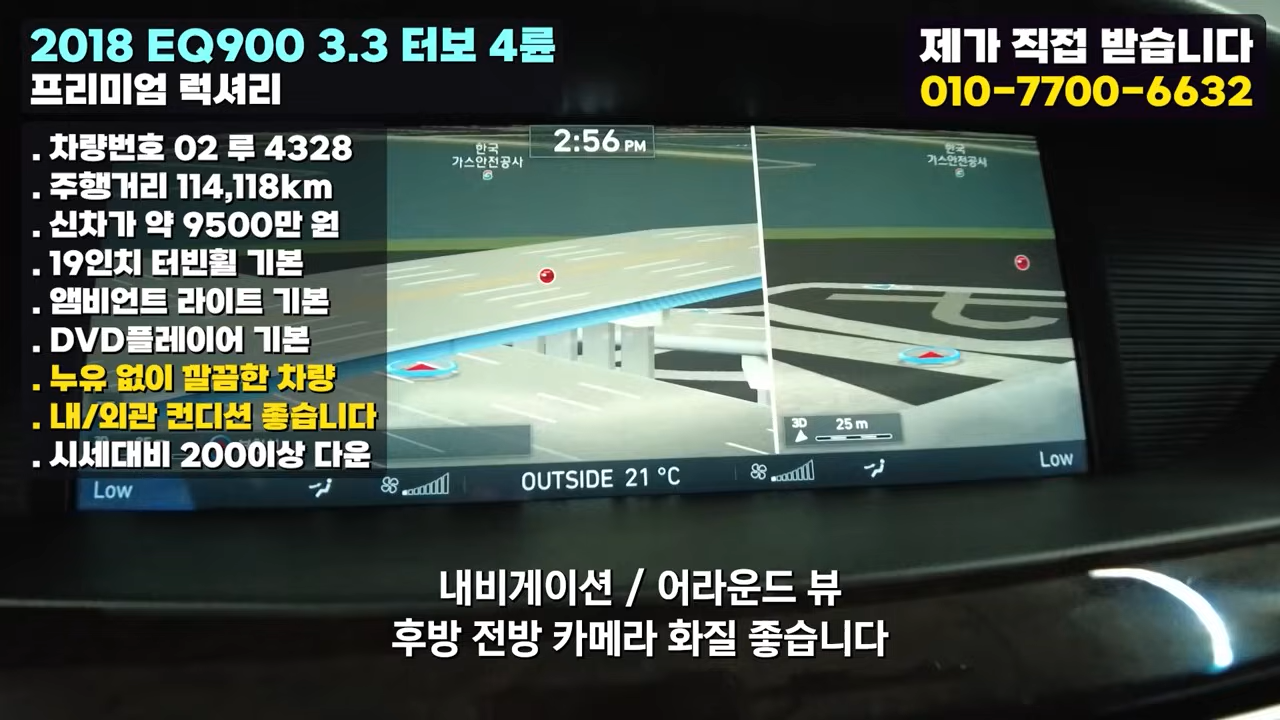 2018 EQ900 3.3 터보 4륜
프리미엄 럭셔리
제가 직접 받습니다
010-7700-6632
. 차량번호 02 루 4328
. 주행거리 114,118km
. 신차가 약 9500만 원
. 19인치 터빈휠 기본
. 앰비언트 라이트 기본
. DVD플레이어 기본
. 누유 없이 깔끔한 차량
. 내/외관 컨디션 좋습니다
. 시세대비 200이상 다운
한국
가스안전공사
2:56 PM
한국
가스안전공사
3D
25 m
Low
OUTSIDE 21 °C
Low
내비게이션 / 어라운드 뷰
후방 전방 카메라 화질 좋습니다